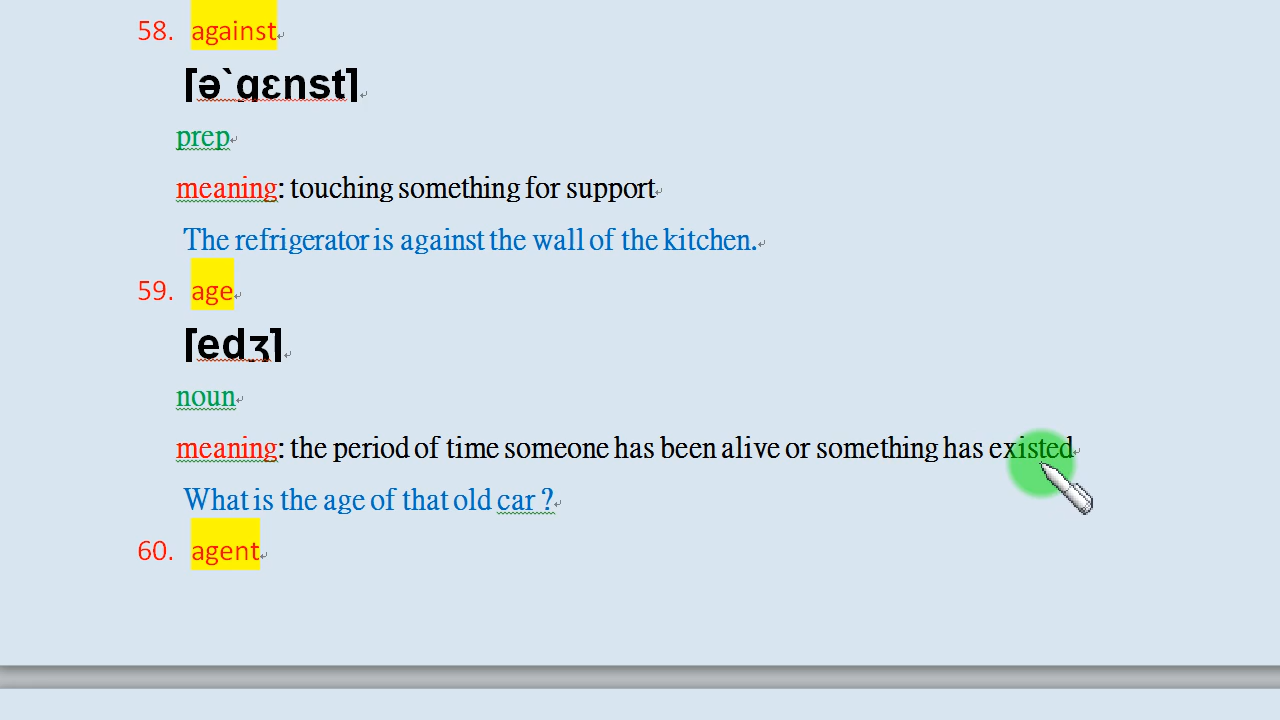 58. against
[ə`gɛnst]
prep
meaning: touching something for support
The refrigerator is against the wall of the kitchen.
59. age
[edʒ]
noun
meaning: the period of time someone has been alive or something has existed
What is the age of that old car ?
60. agent